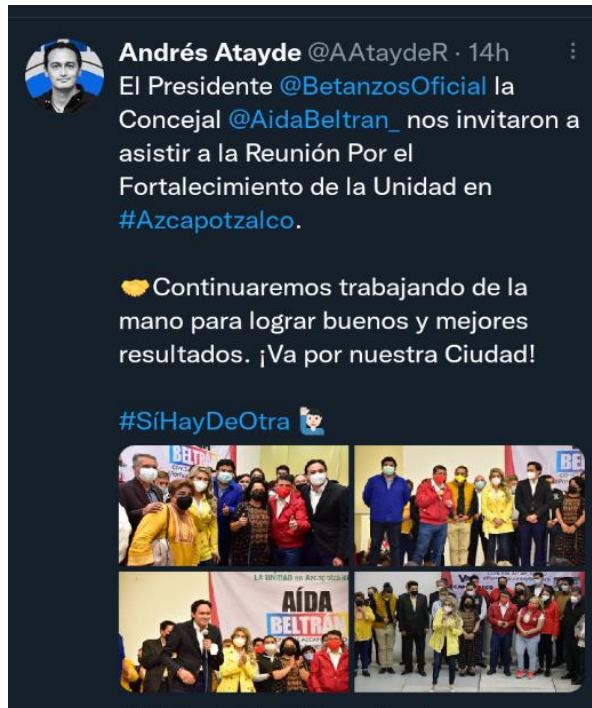 Andrés Atayde @AAtaydeR · 14h
El Presidente @BetanzosOficial la
Concejal @AidaBeltran_ nos invitaron a
asistir a la Reunión Por el
Fortalecimiento de la Unidad en
#Azcapotzalco.
🤝Continuaremos trabajando de la
mano para lograr buenos y mejores
resultados. ¡Va por nuestra Ciudad!
#SíHayDeOtra 🙋🏻‍♂️
BELT
BE
LA UNIDAD en Azcapotzal
AÍDA
BELTRÁN